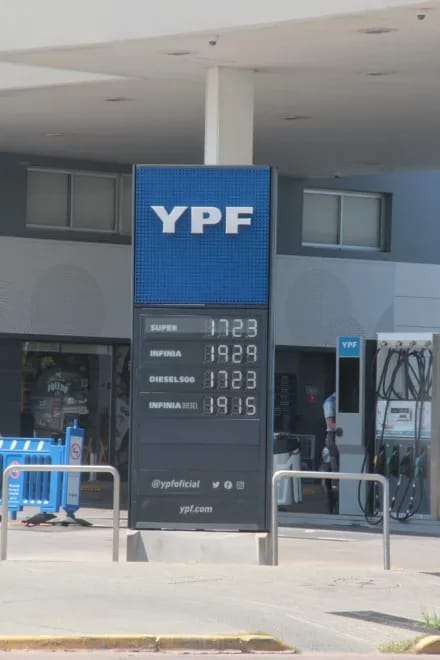 YPF
SUPER 1723
INFINIA 1929
DIESEL500 1723
INFINIA DIESEL 1915
@ypfoficial
ypf.com
YPF